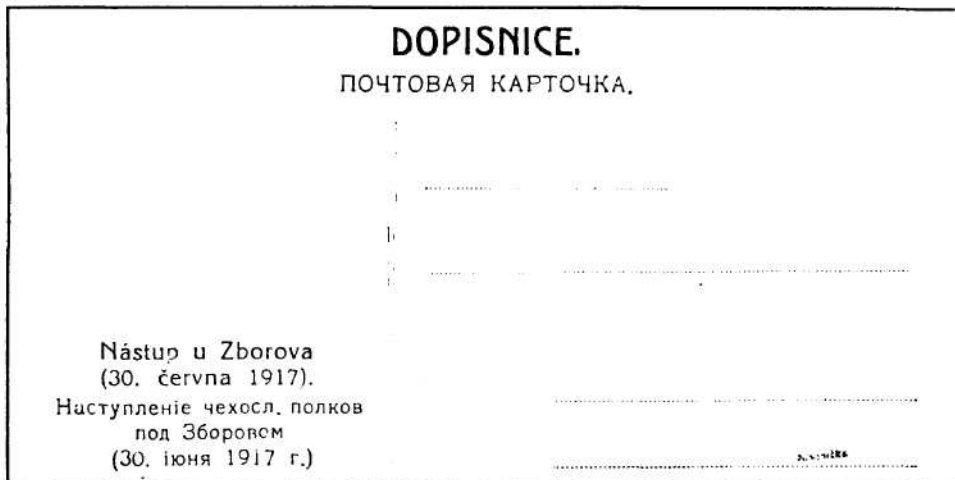 DOPISNICE.
ПОЧТОВАЯ КАРТОЧКА.
Nástup u Zborova
(30. června 1917).
Наступленіе чехосл. полков
под Зборовом
(30. іюня 1917 г.)